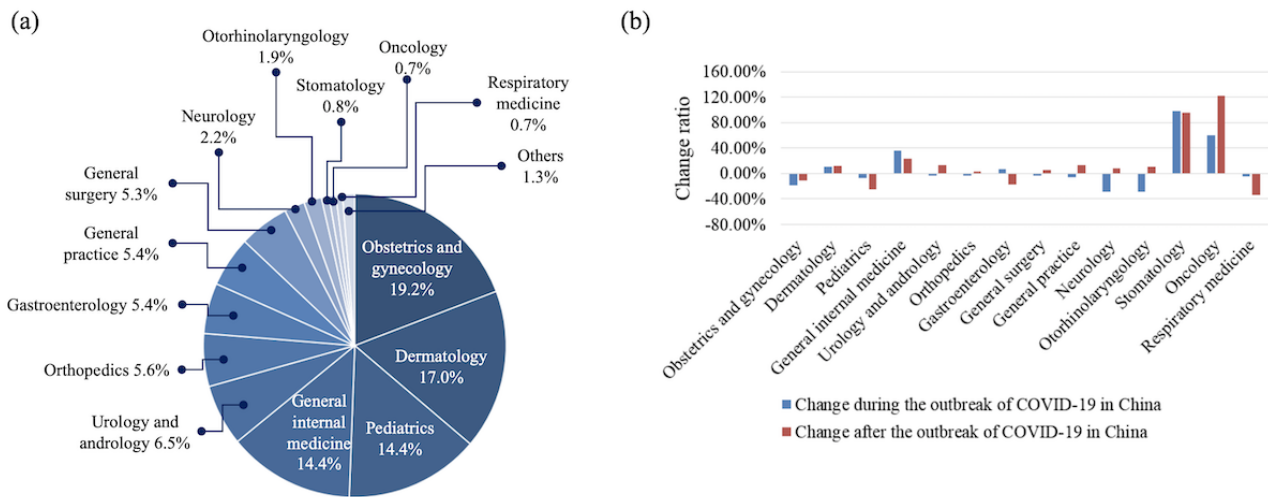 (a)
Otorhinolaryngology
1.9%
Oncology
0.7%
Stomatology
0.8%
Respiratory
medicine
0.7%
Neurology
2.2%
Others
1.3%
General
surgery 5.3%
General
practice 5.4%
Gastroenterology 5.4%
Orthopedics 5.6%
Urology and
andrology 6.5%
Obstetrics and
gynecology
19.2%
Dermatology
17.0%
Pediatrics
14.4%
General
internal
medicine
14.4%
(b)
Change ratio
160.00%
120.00%
80.00%
40.00%
0.00%
-40.00%
-80.00%
Obstetrics and gynecology
Dermatology
Pediatrics
General internal medicine
Urology and andrology
Orthopedics
Gastroenterology
General surgery
General practice
Neurology
Otorhinolaryngology
Stomatology
Oncology
Respiratory medicine
Change during the outbreak of COVID-19 in China
Change after the outbreak of COVID-19 in China